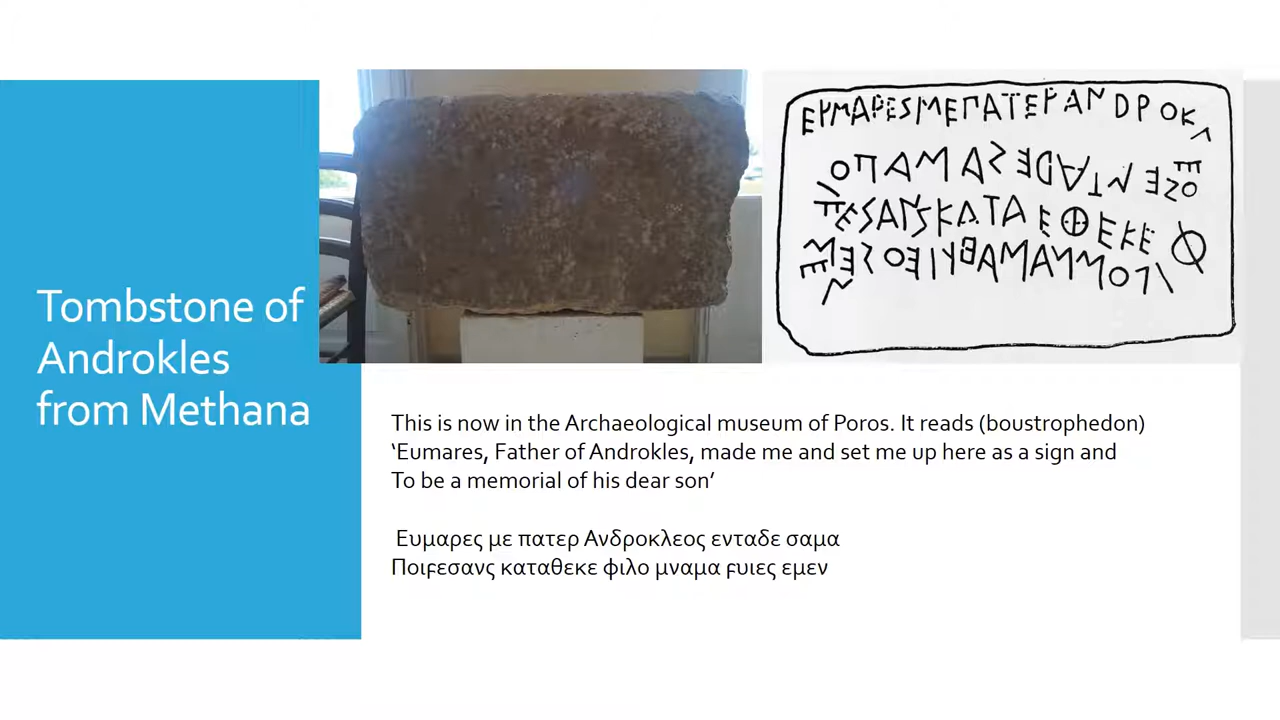 Tombstone of
Androkles
from Methana
This is now in the Archaeological museum of Poros. It reads (boustrophedon)
‘Eumares, Father of Androkles, made me and set me up here as a sign and
To be a memorial of his dear son’
Ευμαρες με πατερ Ανδροκλεος ενταδε σαμα
Ποιϝεσανς καταθεκε φιλο μναμα ϝυιες εμεν